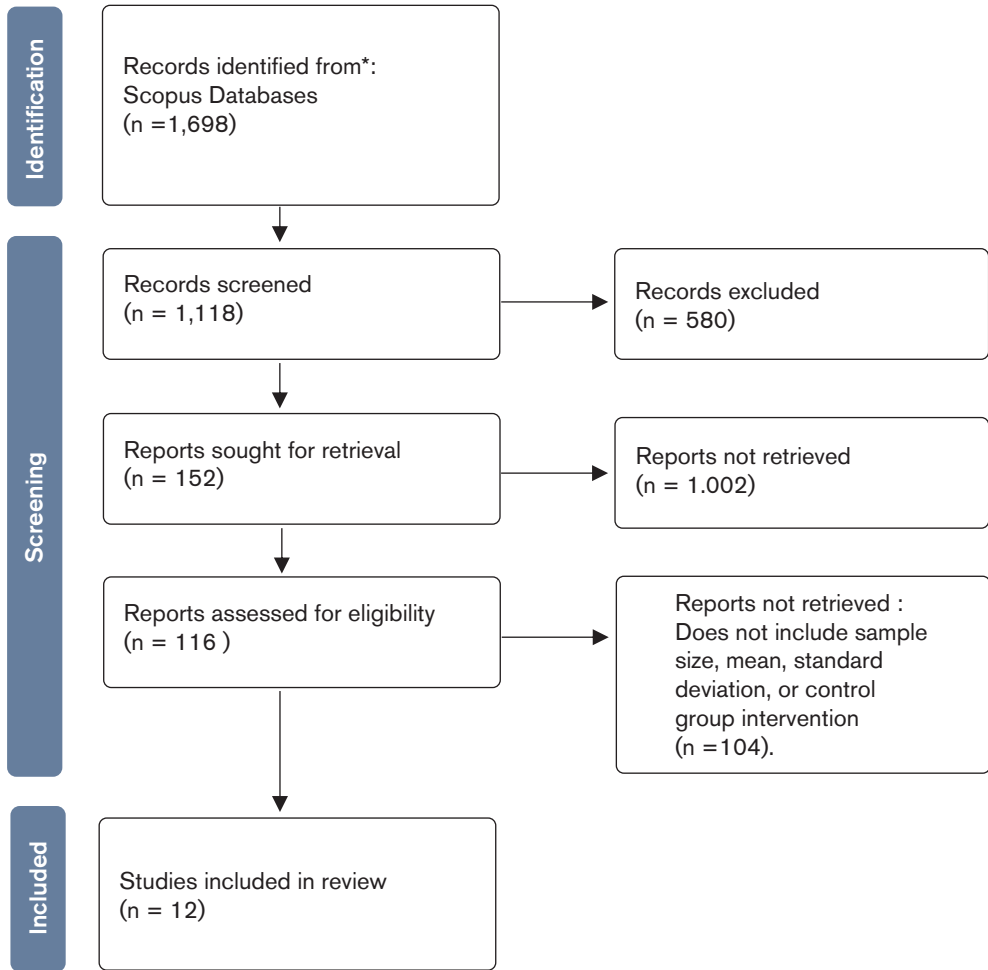 Identification
Records identified from*:
Scopus Databases
(n =1,698)
Screening
Records screened
(n = 1,118)
Records excluded
(n = 580)
Reports sought for retrieval
(n = 152)
Reports not retrieved
(n = 1.002)
Reports assessed for eligibility
(n = 116 )
Reports not retrieved :
Does not include sample
size, mean, standard
deviation, or control
group intervention
(n =104).
Included
Studies included in review
(n = 12)